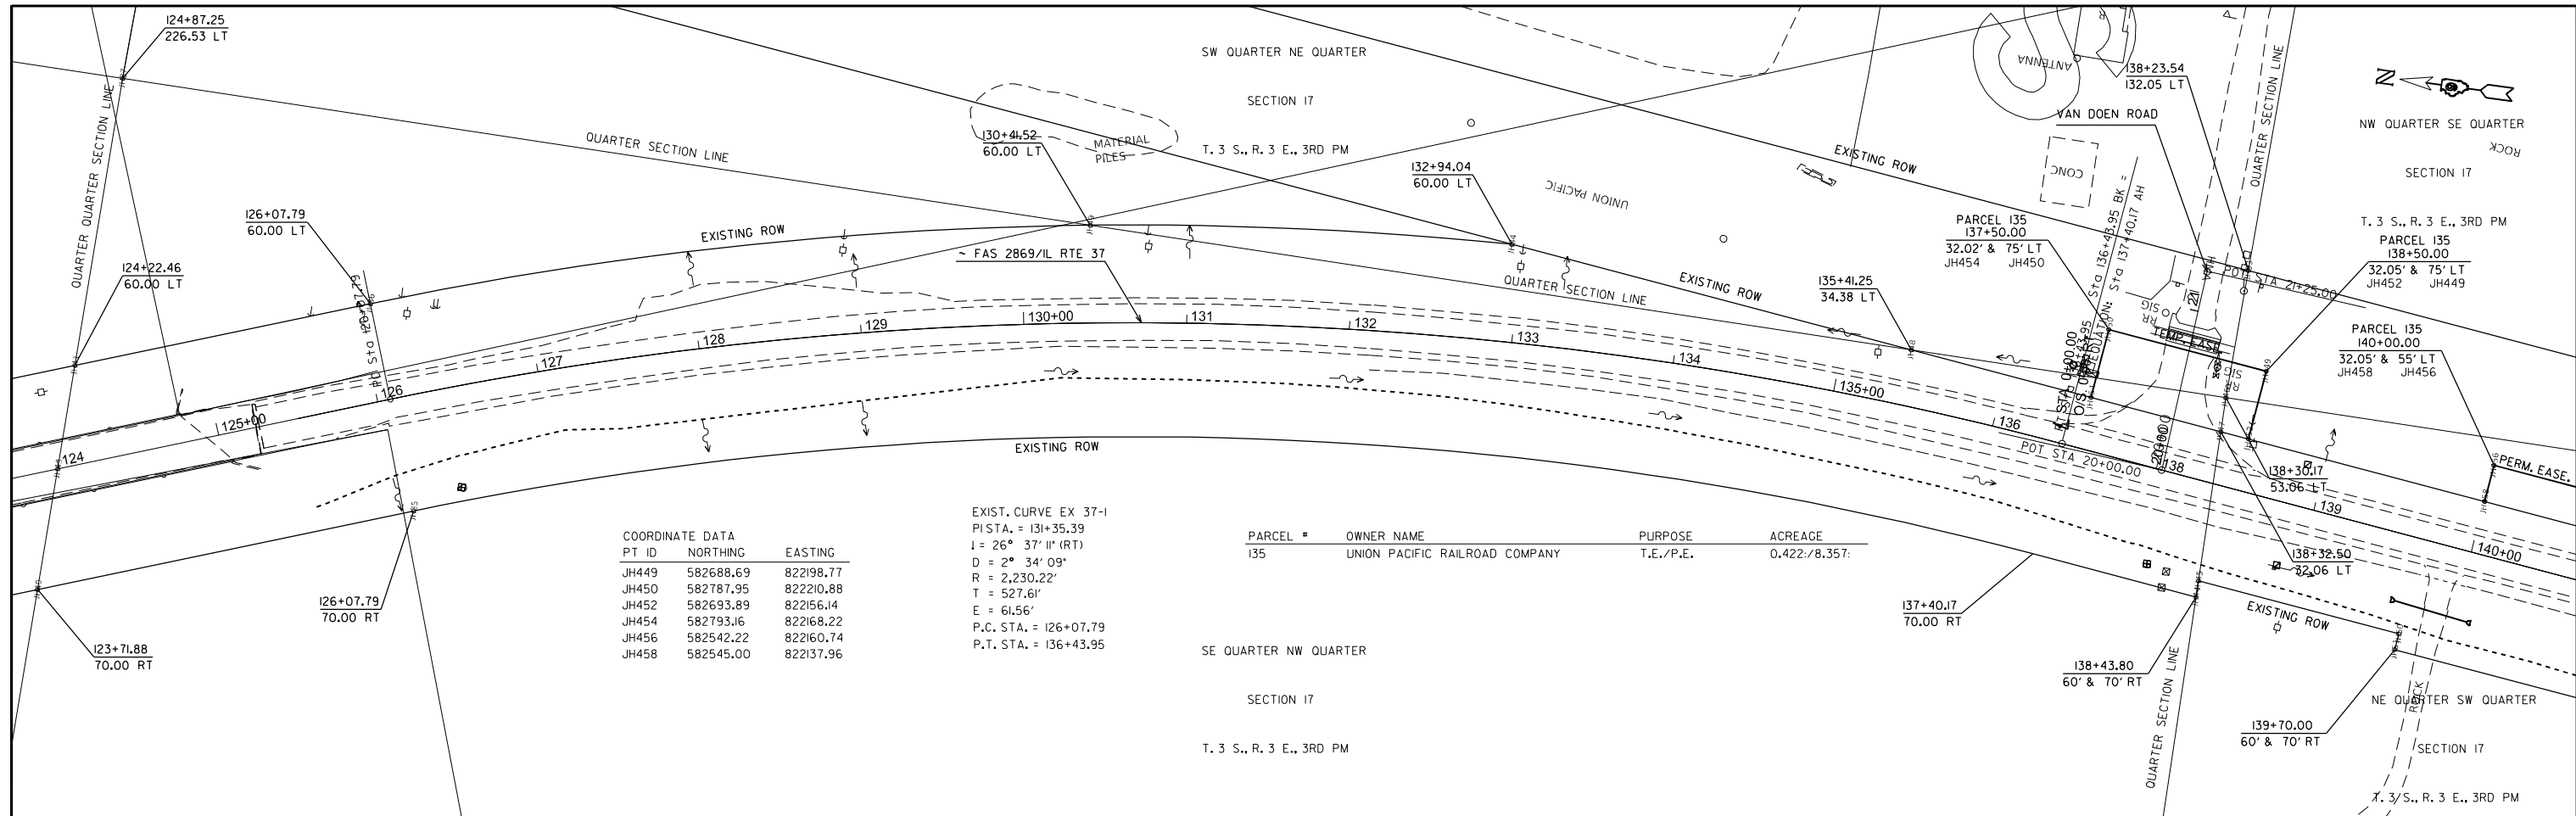 124+87.25
226.53 LT
QUARTER QUARTER SECTION LINE
124+22.46
60.00 LT
126+07.79
60.00 LT
QUARTER SECTION LINE
EXISTING ROW
SW QUARTER NE QUARTER
SECTION 17
T. 3 S., R. 3 E., 3RD PM
130+41.52
60.00 LT
MATERIAL
PILES
132+94.04
60.00 LT
UNION PACIFIC
~ FAS 2869/IL RTE 37
QUARTER SECTION LINE
EXISTING ROW
EXISTING ROW
135+41.25
34.38 LT
ANTENNA
CONC
138+23.54
132.05 LT
VAN DOEN ROAD
QUARTER SECTION LINE
N
NW QUARTER SE QUARTER
ROCK
SECTION 17
T. 3 S., R. 3 E., 3RD PM
PARCEL 135
137+50.00
32.02' & 75' LT
JH454 JH450
PARCEL 135
138+50.00
32.05' & 75' LT
JH452 JH449
PARCEL 135
140+00.00
32.05' & 55' LT
JH458 JH456
EQUATION: Sta 136+43.95 BK =
Sta 137+40.17 AH
POT STA 21+25.00
121
RR
SIG
TEMP. EASE.
RR
SIG
PERM. EASE.
124
125+00
126
127
128
129
130+00
131
132
133
134
135+00
136
138
139
140+00
20+00
POT STA 20+00.00
138+30.17
53.06 LT
138+32.50
32.06 LT
EXISTING ROW
123+71.88
70.00 RT
126+07.79
70.00 RT
COORDINATE DATA
PT ID NORTHING EASTING
JH449 582688.69 822198.77
JH450 582787.95 822210.88
JH452 582693.89 822156.14
JH454 582793.16 822168.22
JH456 582542.22 822160.74
JH458 582545.00 822137.96
EXIST. CURVE EX 37-1
PI STA. = 131+35.39
= 26° 37' 11" (RT)
D = 2° 34' 09"
R = 2,230.22'
T = 527.61'
E = 61.56'
P.C. STA. = 126+07.79
P.T. STA. = 136+43.95
PARCEL # OWNER NAME PURPOSE ACREAGE
135 UNION PACIFIC RAILROAD COMPANY T.E./P.E. 0.422/8.357
SE QUARTER NW QUARTER
SECTION 17
T. 3 S., R. 3 E., 3RD PM
137+40.17
70.00 RT
138+43.80
60' & 70' RT
QUARTER SECTION LINE
EXISTING ROW
139+70.00
60' & 70' RT
ROCK
NE QUARTER SW QUARTER
SECTION 17
T. 3 S., R. 3 E., 3RD PM